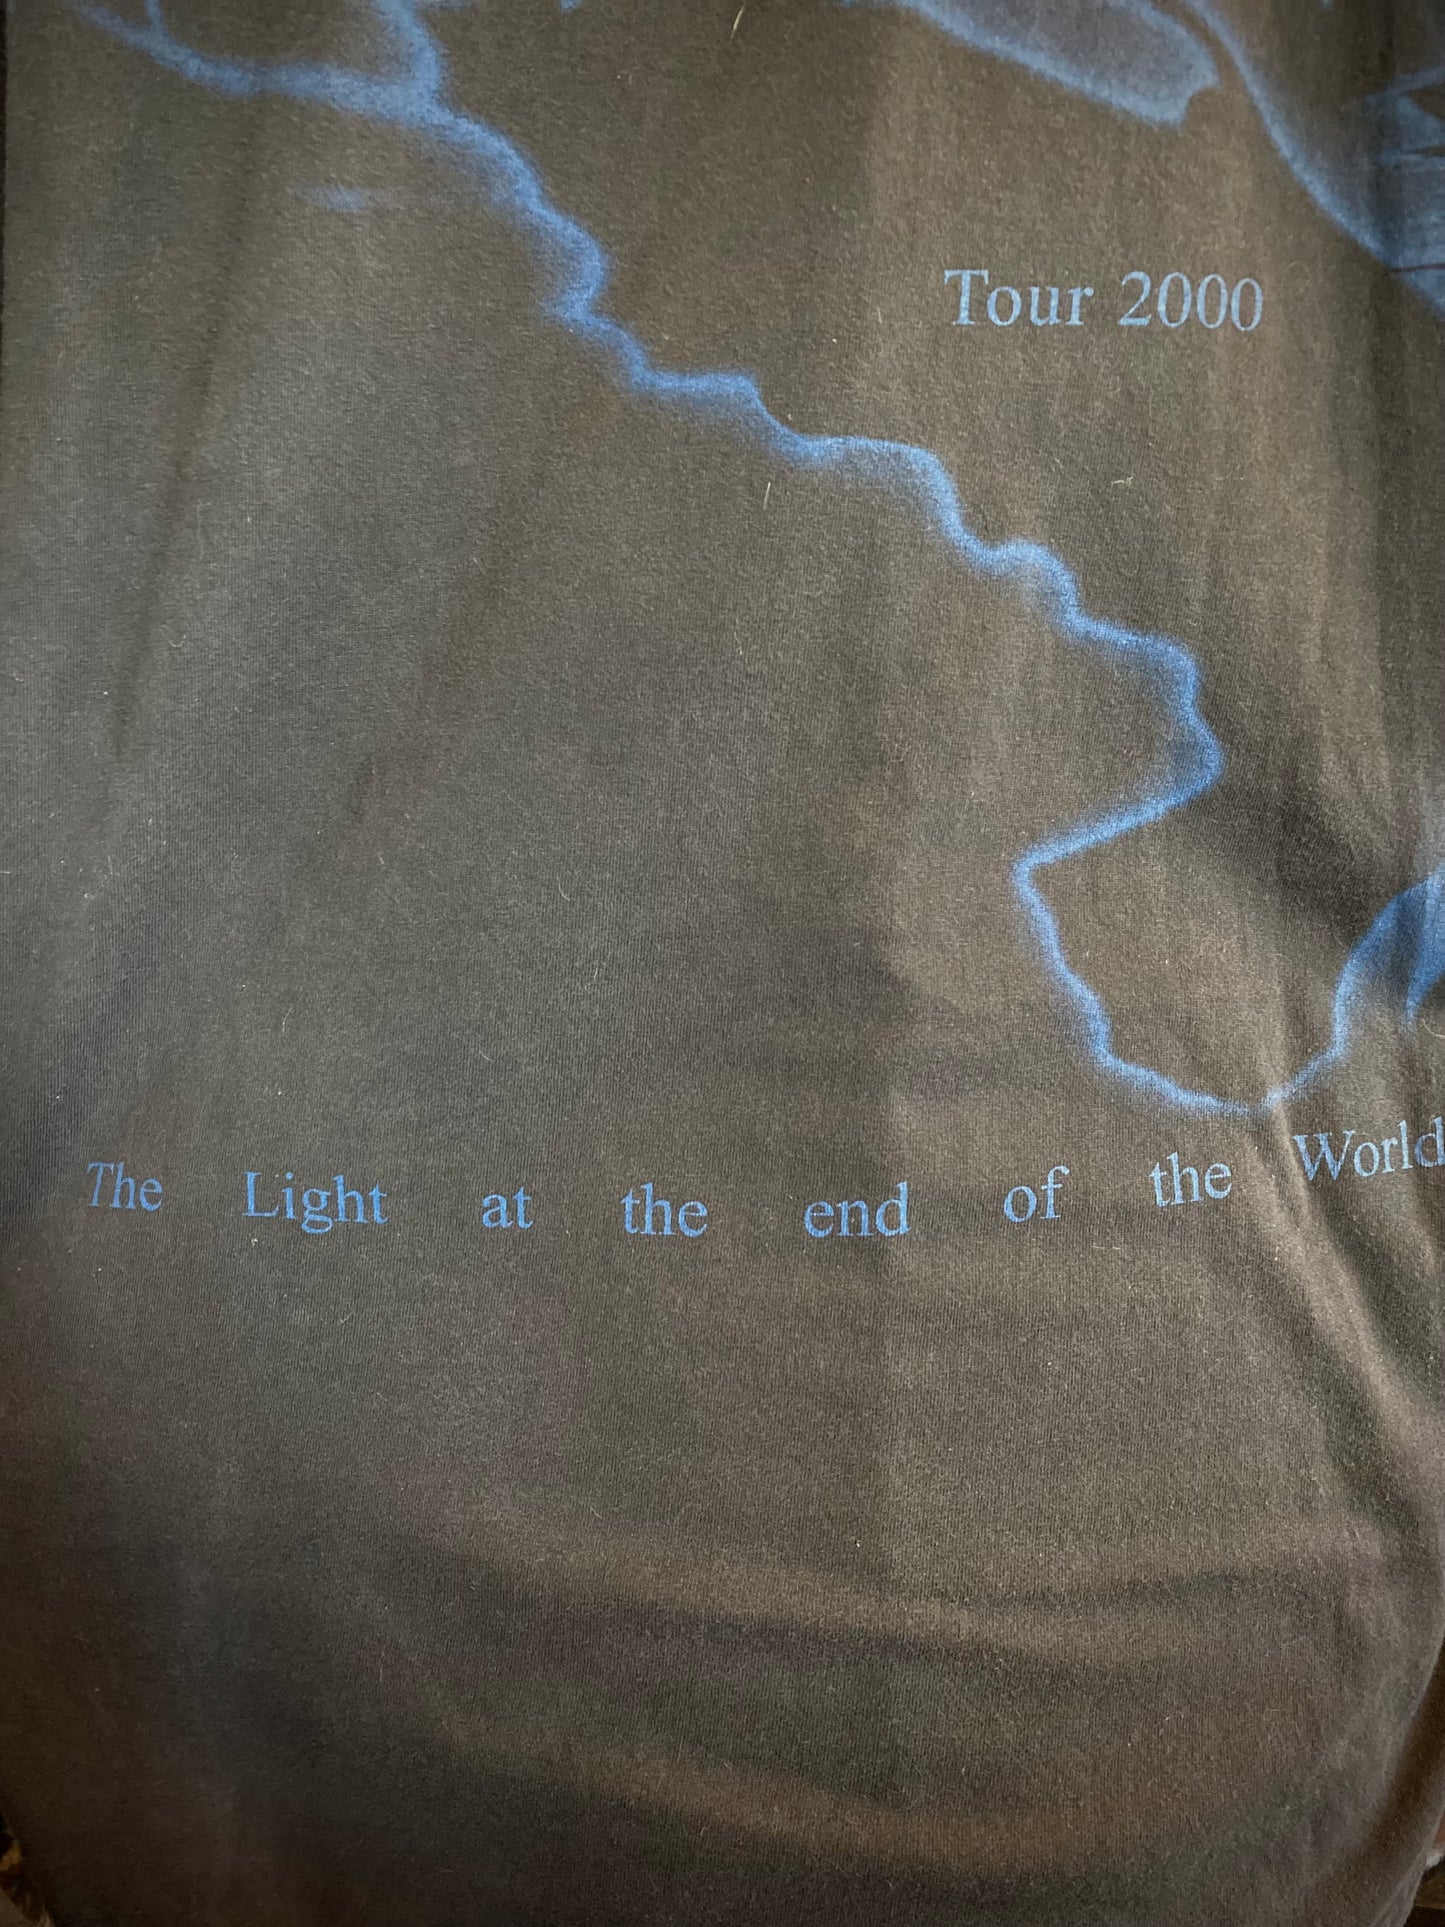 Tour 2000
The Light at the end of the World